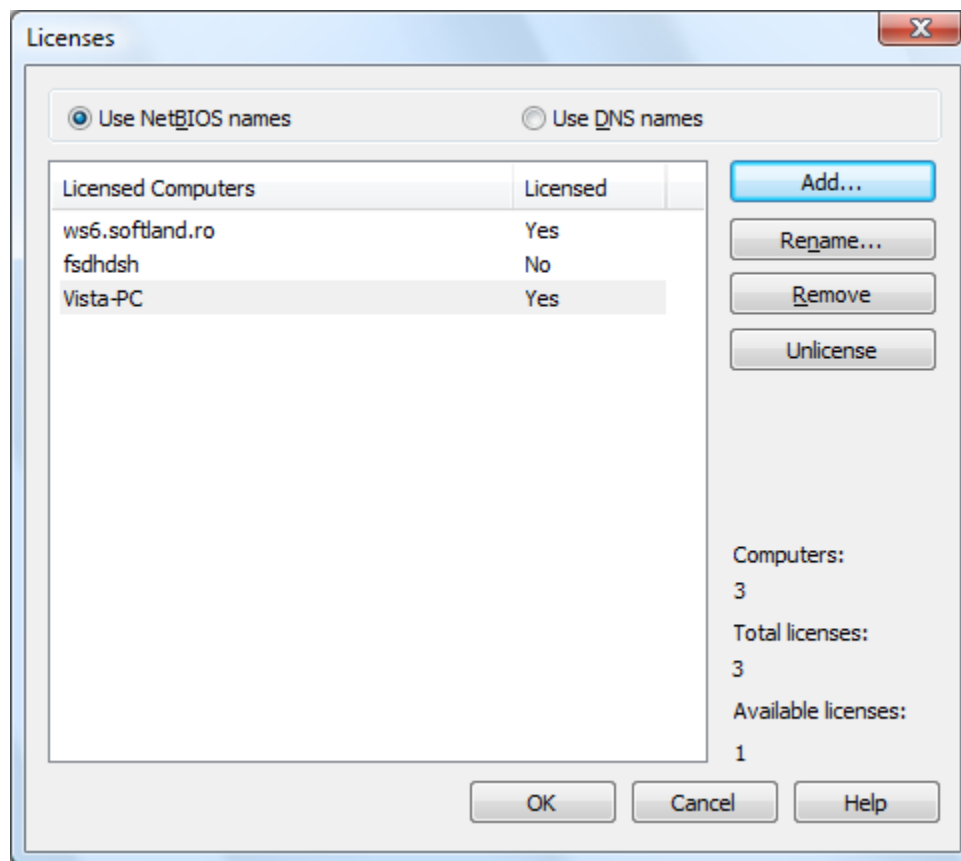 Licenses
Use NetBIOS names Use DNS names
Licensed Computers Licensed
ws6.softland.ro Yes
fsdhdsh No
Vista-PC Yes
Add...
Rename...
Remove
Unlicense
Computers:
3
Total licenses:
3
Available licenses:
1
OK Cancel Help